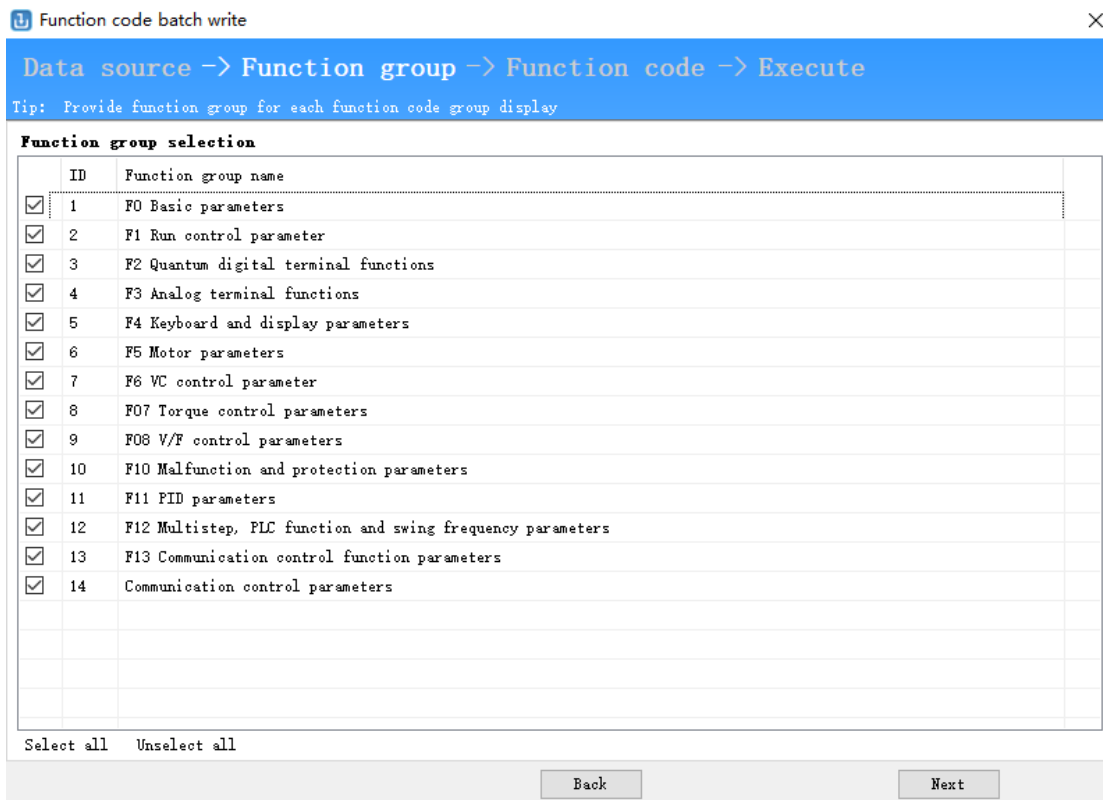 Function code batch write
Data source -> Function group -> Function code -> Execute
Tip: Provide function group for each function code group display
Function group selection
ID Function group name
1 F0 Basic parameters
2 F1 Run control parameter
3 F2 Quantum digital terminal functions
4 F3 Analog terminal functions
5 F4 Keyboard and display parameters
6 F5 Motor parameters
7 F6 VC control parameter
8 F07 Torque control parameters
9 F08 V/F control parameters
10 F10 Malfunction and protection parameters
11 F11 PID parameters
12 F12 Multistep, PLC function and swing frequency parameters
13 F13 Communication control function parameters
14 Communication control parameters
Select all Unselect all
Back Next